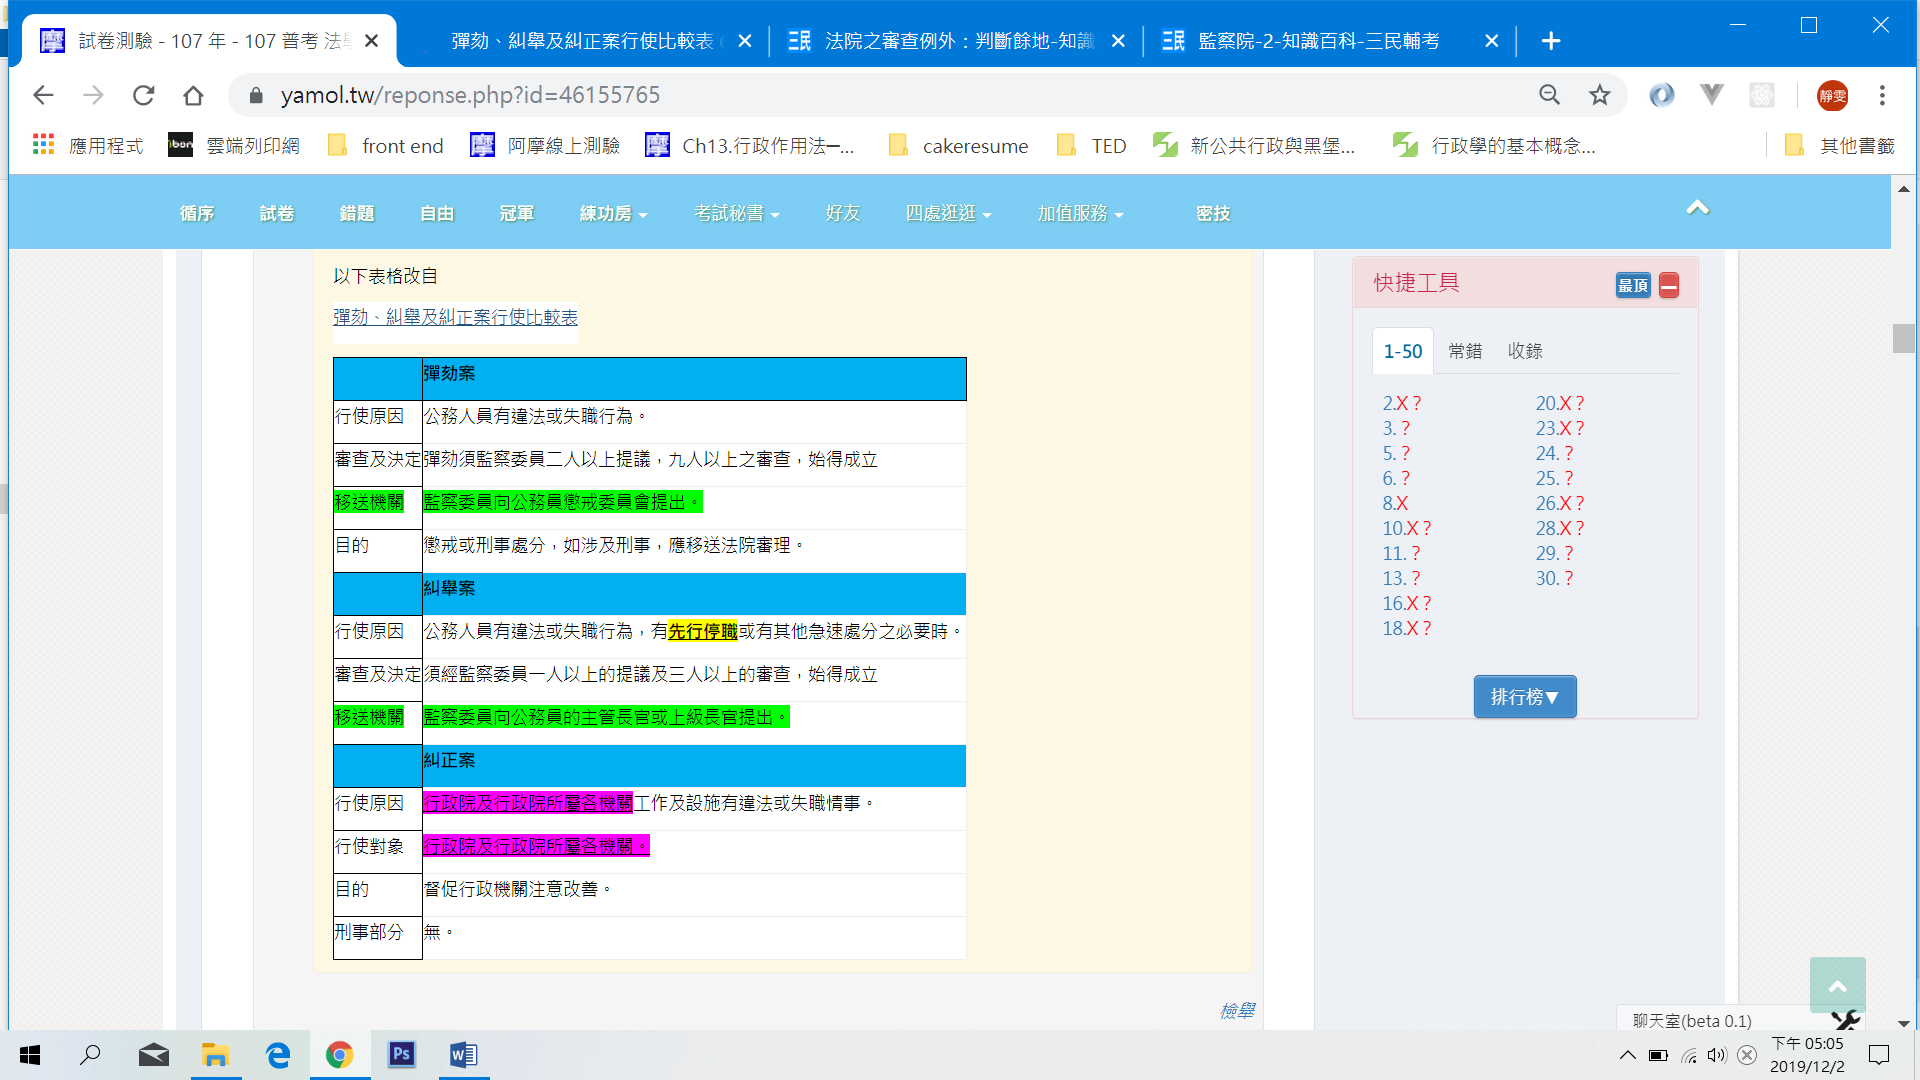 試卷測驗 - 107 年 - 107 普考 法
彈劾、糾舉及糾正案行使比較表
法院之審查例外：判斷餘地-知識
監察院-2-知識百科-三民輔考
yamol.tw/reponse.php?id=46155765
靜雯
應用程式
ibon
雲端列印網
front end
阿摩線上測驗
Ch13.行政作用法─...
cakeresume
TED
新公共行政與黑堡...
行政學的基本概念...
其他書籤
循序 試卷 錯題 自由 冠軍 練功房 考試秘書 好友 四處逛逛 加值服務 密技
以下表格改自
彈劾、糾舉及糾正案行使比較表
彈劾案
行使原因 公務人員有違法或失職行為。
審查及決定 彈劾須監察委員二人以上提議，九人以上之審查，始得成立
移送機關 監察委員向公務員懲戒委員會提出。
目的 懲戒或刑事處分，如涉及刑事，應移送法院審理。
糾舉案
行使原因 公務人員有違法或失職行為，有先行停職或有其他急速處分之必要時。
審查及決定 須經監察委員一人以上的提議及三人以上的審查，始得成立
移送機關 監察委員向公務員的主管長官或上級長官提出。
糾正案
行使原因 行政院及行政院所屬各機關工作及設施有違法或失職情事。
行使對象 行政院及行政院所屬各機關。
目的 督促行政機關注意改善。
刑事部分 無。
檢舉
快捷工具
最頂
1-50 常錯 收錄
2.X ? 20.X ?
3. ? 23.X ?
5. ? 24. ?
6. ? 25. ?
8.X 26.X ?
10.X ? 28.X ?
11. ? 29. ?
13. ? 30. ?
16.X ?
18.X ?
排行榜▼
聊天室(beta 0.1)
Ps
下午 05:05
2019/12/2